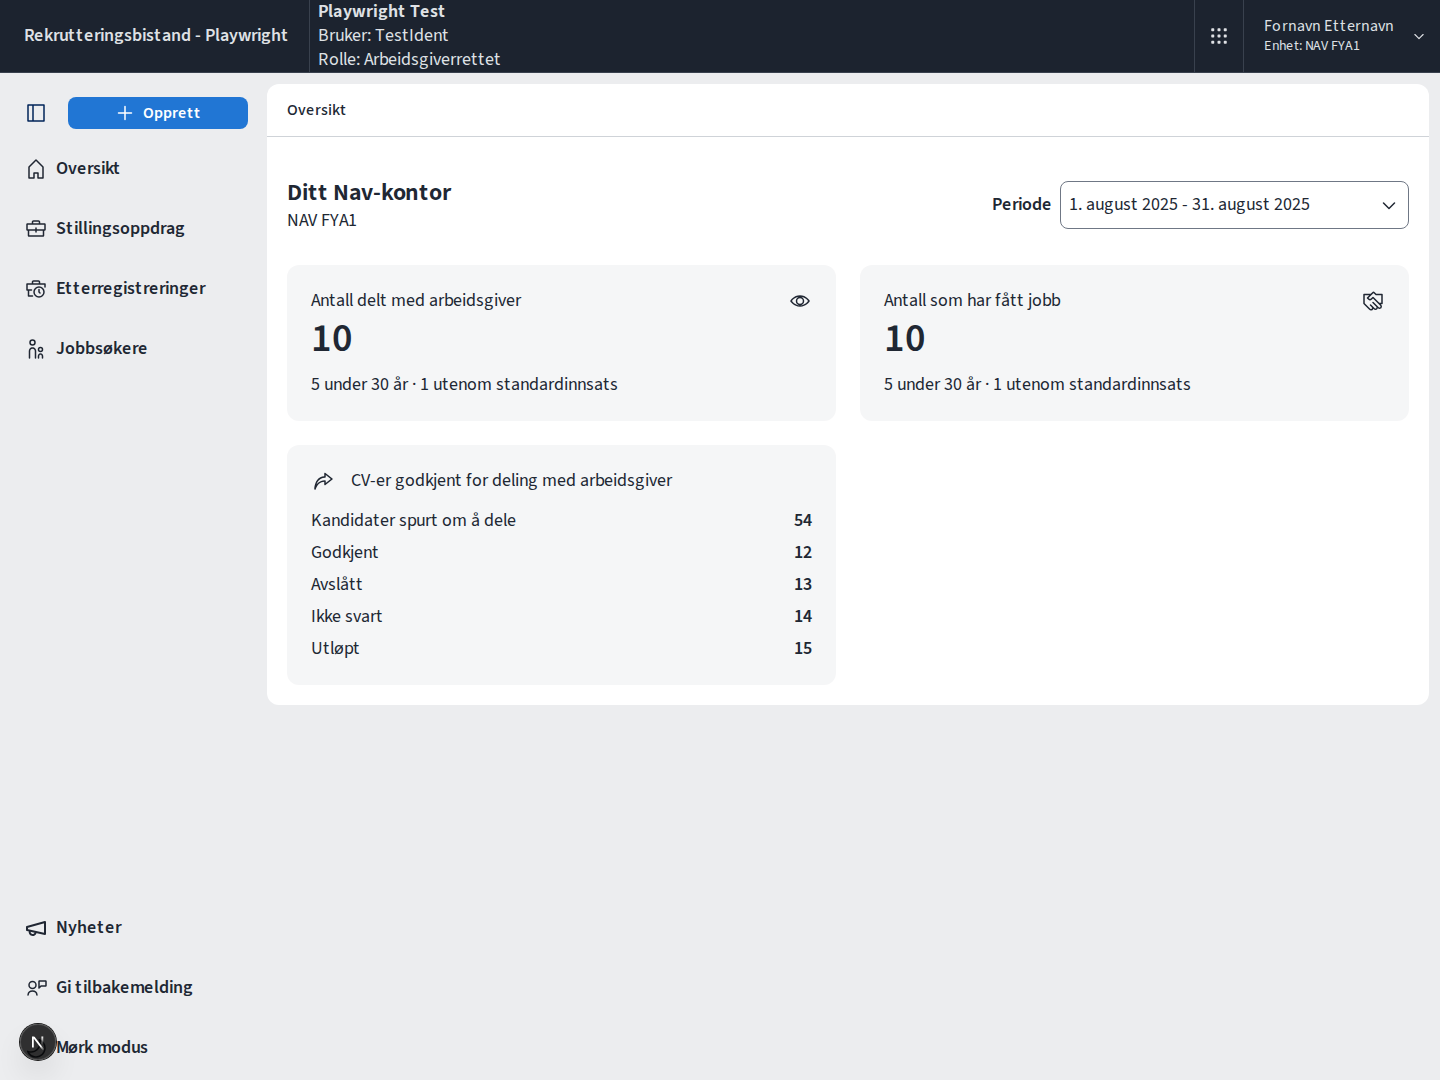 Rekrutteringsbistand - Playwright
Playwright Test
Bruker: TestIdent
Rolle: Arbeidsgiverrettet
Fornavn Etternavn
Enhet: NAV FYA1
Opprett
Oversikt
Stillingsoppdrag
Etterregistreringer
Jobbsøkere
Nyheter
Gi tilbakemelding
Mørk modus
N
Oversikt
Ditt Nav-kontor
NAV FYA1
Periode
1. august 2025 - 31. august 2025
Antall delt med arbeidsgiver
10
5 under 30 år · 1 utenom standardinnsats
Antall som har fått jobb
10
5 under 30 år · 1 utenom standardinnsats
CV-er godkjent for deling med arbeidsgiver
Kandidater spurt om å dele 54
Godkjent 12
Avslått 13
Ikke svart 14
Utløpt 15